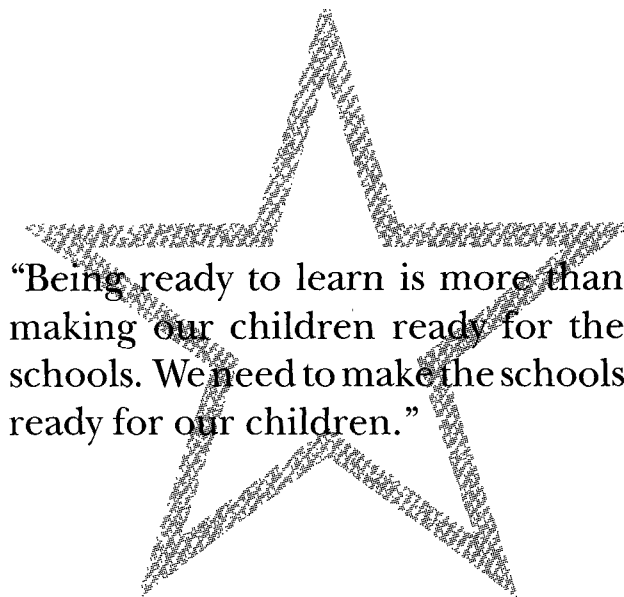 “Being ready to learn is more than
making our children ready for the
schools. We need to make the schools
ready for our children.”